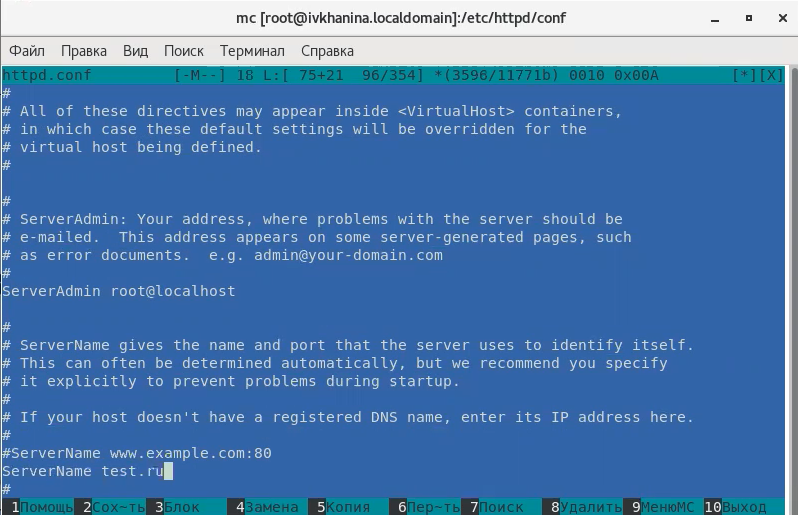 mc [root@ivkhanina.localdomain]:/etc/httpd/conf
Файл Правка Вид Поиск Терминал Справка
httpd.conf [-M--] 18 L:[ 75+21 96/354] *(3596/11771b) 0010 0x00A [*][X]
#
# All of these directives may appear inside <VirtualHost> containers,
# in which case these default settings will be overridden for the
# virtual host being defined.
#
#
# ServerAdmin: Your address, where problems with the server should be
# e-mailed.  This address appears on some server-generated pages, such
# as error documents.  e.g. admin@your-domain.com
#
ServerAdmin root@localhost
#
# ServerName gives the name and port that the server uses to identify itself.
# This can often be determined automatically, but we recommend you specify
# it explicitly to prevent problems during startup.
#
# If your host doesn't have a registered DNS name, enter its IP address here.
#
#ServerName www.example.com:80
ServerName test.ru
#
1Помощь 2Сох~ть 3Блок 4Замена 5Копия 6Пер~ть 7Поиск 8Удалить 9МенюMC 10Выход